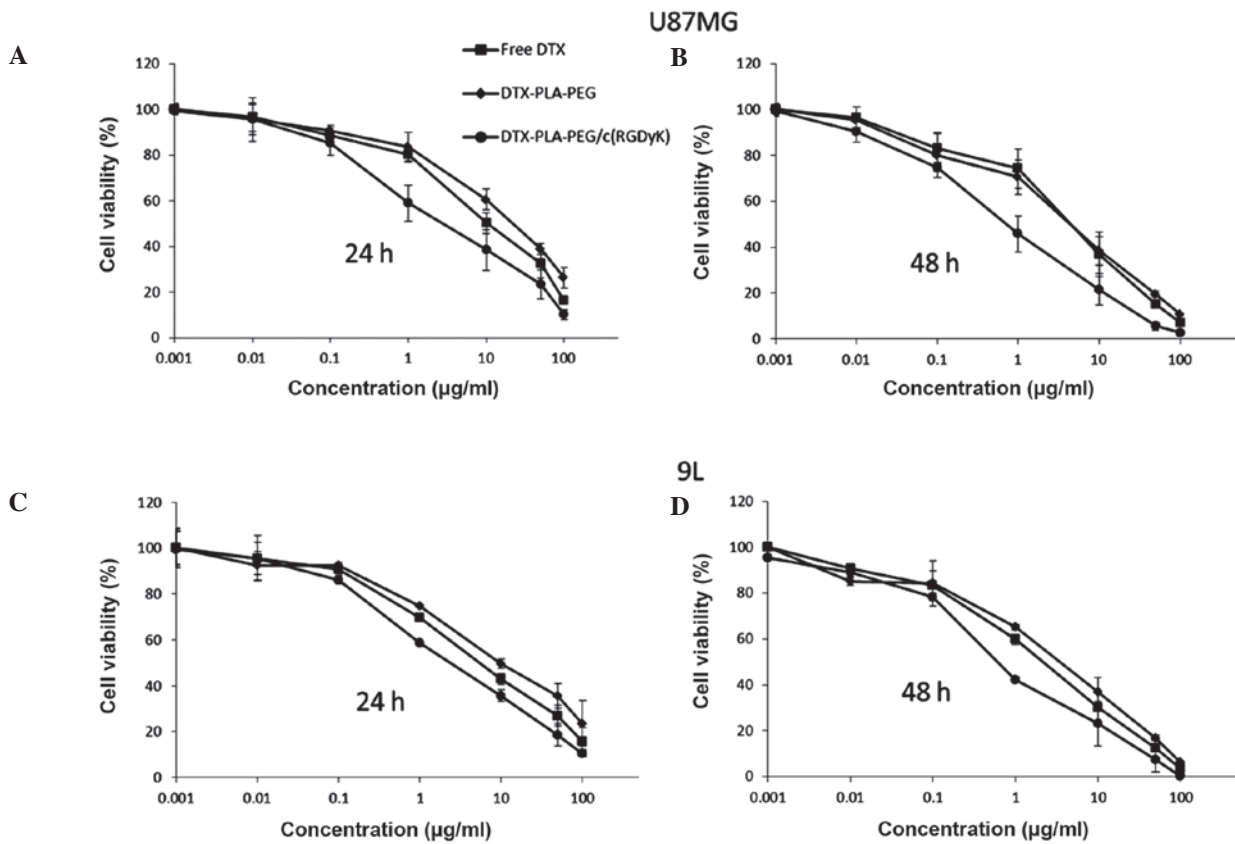 U87MG
A
Free DTX
DTX-PLA-PEG
DTX-PLA-PEG/c(RGDyK)
120
100
80
60
40
20
0
Cell viability (%)
24 h
0.001 0.01 0.1 1 10 100
Concentration (µg/ml)
B
120
100
80
60
40
20
0
Cell viability (%)
48 h
0.001 0.01 0.1 1 10 100
Concentration (µg/ml)
9L
C
120
100
80
60
40
20
0
Cell viability (%)
24 h
0.001 0.01 0.1 1 10 100
Concentration (µg/ml)
D
120
100
80
60
40
20
0
Cell viability (%)
48 h
0.001 0.01 0.1 1 10 100
Concentration (µg/ml)